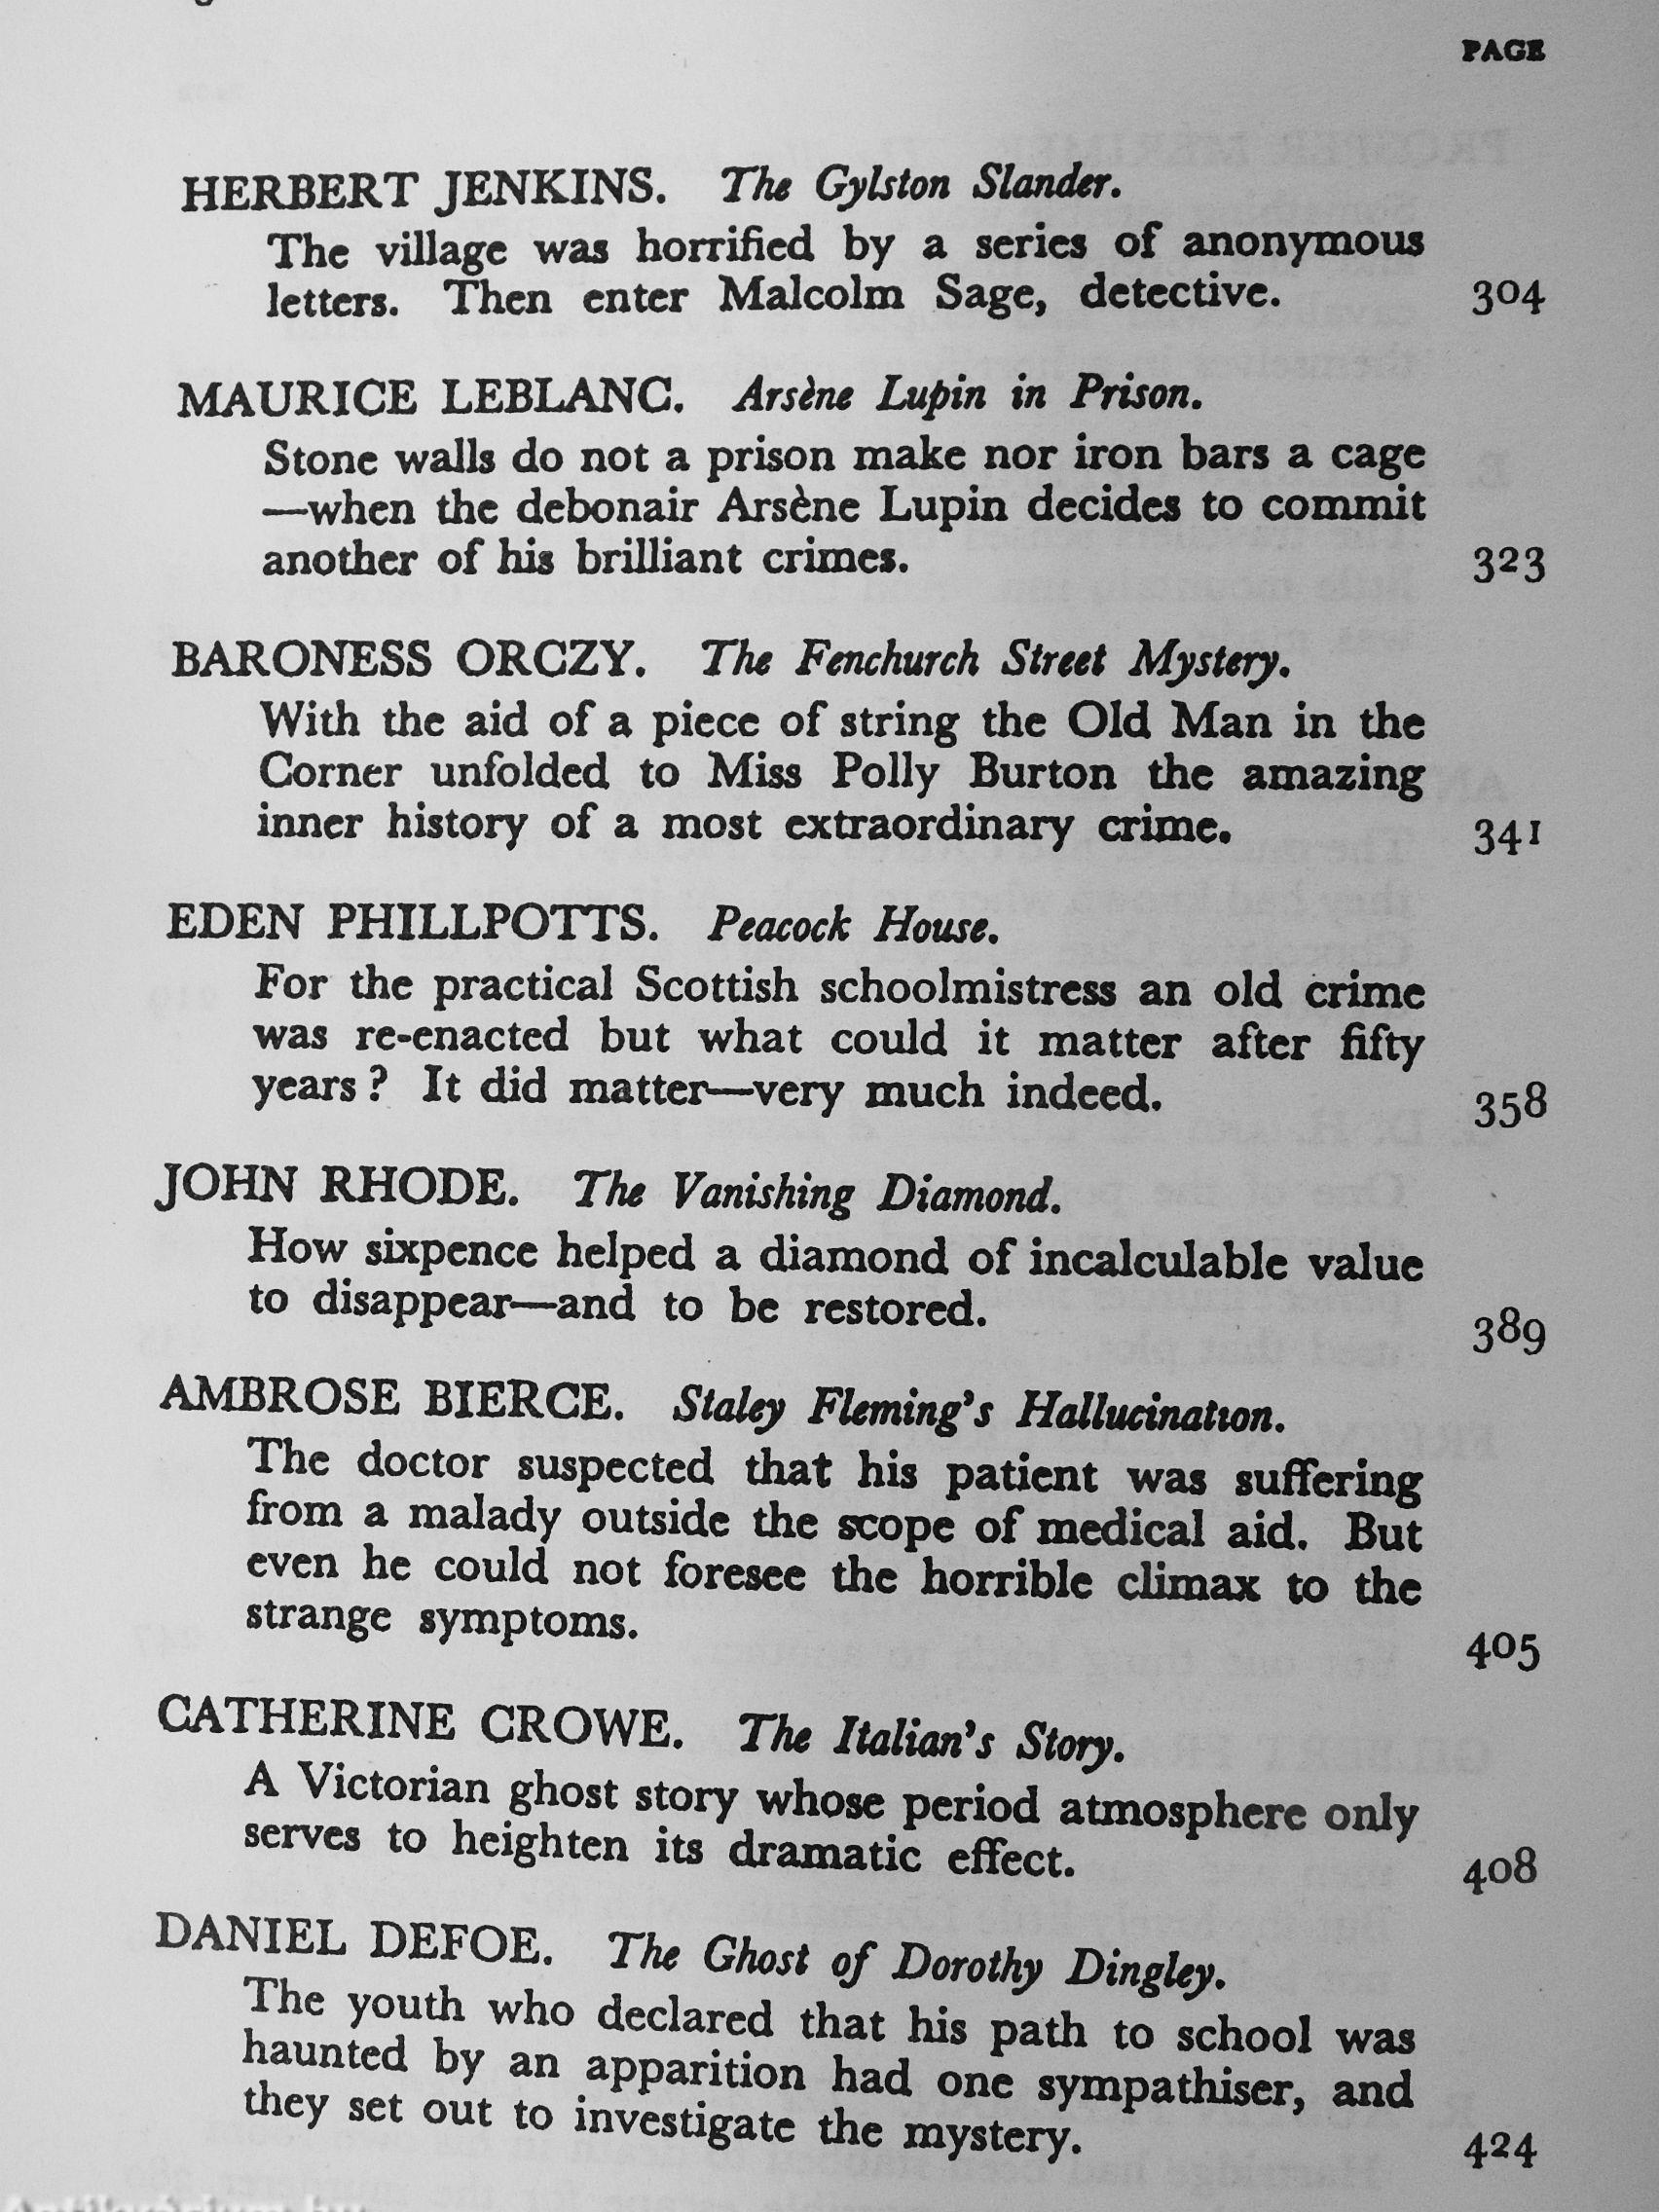 PAGE
HERBERT JENKINS. The Gylston Slander.
The village was horrified by a series of anonymous
letters. Then enter Malcolm Sage, detective. 304
MAURICE LEBLANC. Arsène Lupin in Prison.
Stone walls do not a prison make nor iron bars a cage
—when the debonair Arsène Lupin decides to commit
another of his brilliant crimes. 323
BARONESS ORCZY. The Fenchurch Street Mystery.
With the aid of a piece of string the Old Man in the
Corner unfolded to Miss Polly Burton the amazing
inner history of a most extraordinary crime. 341
EDEN PHILLPOTTS. Peacock House.
For the practical Scottish schoolmistress an old crime
was re-enacted but what could it matter after fifty
years? It did matter—very much indeed. 358
JOHN RHODE. The Vanishing Diamond.
How sixpence helped a diamond of incalculable value
to disappear—and to be restored. 389
AMBROSE BIERCE. Staley Fleming's Hallucination.
The doctor suspected that his patient was suffering
from a malady outside the scope of medical aid. But
even he could not foresee the horrible climax to the
strange symptoms. 405
CATHERINE CROWE. The Italian's Story.
A Victorian ghost story whose period atmosphere only
serves to heighten its dramatic effect. 408
DANIEL DEFOE. The Ghost of Dorothy Dingley.
The youth who declared that his path to school was
haunted by an apparition had one sympathiser, and
they set out to investigate the mystery. 424